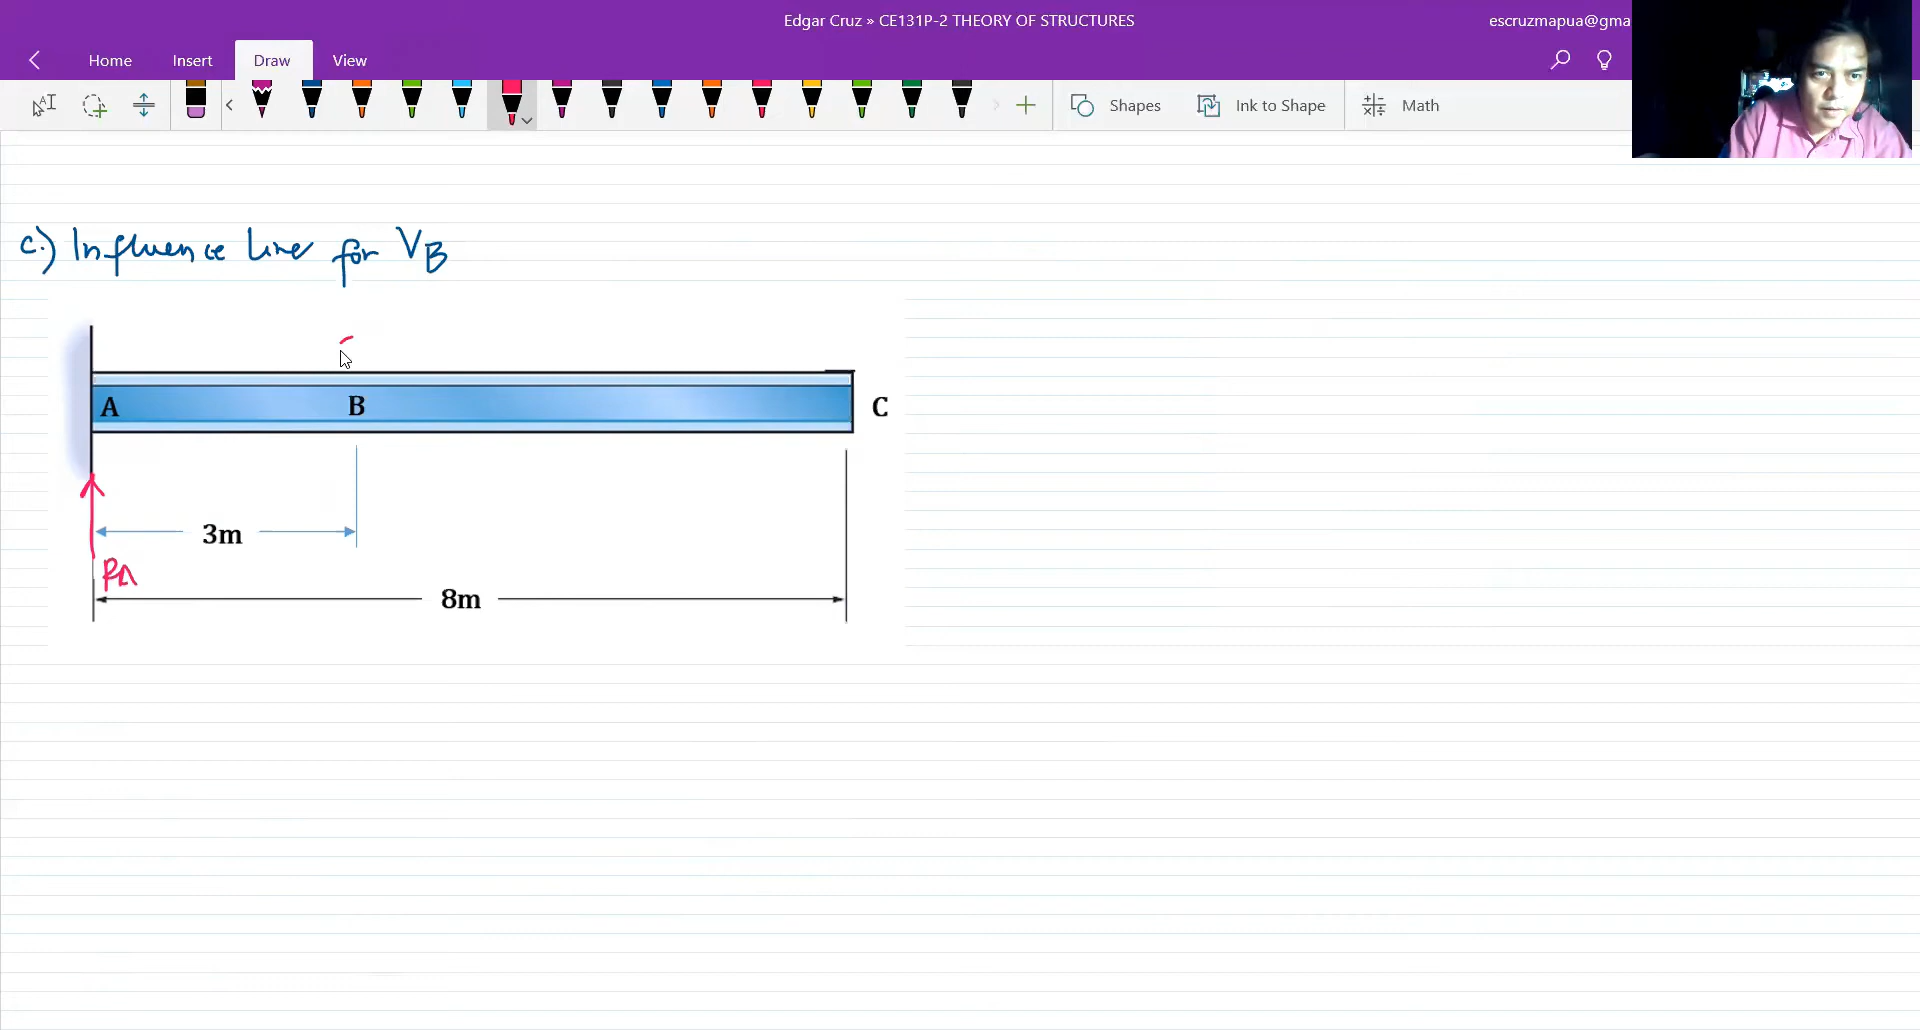 Edgar Cruz » CE131P-2 THEORY OF STRUCTURES
escruzmapua@gma
Home Insert Draw View
Shapes Ink to Shape Math
c.) Influence line for VB
A B C
3m
RA
8m